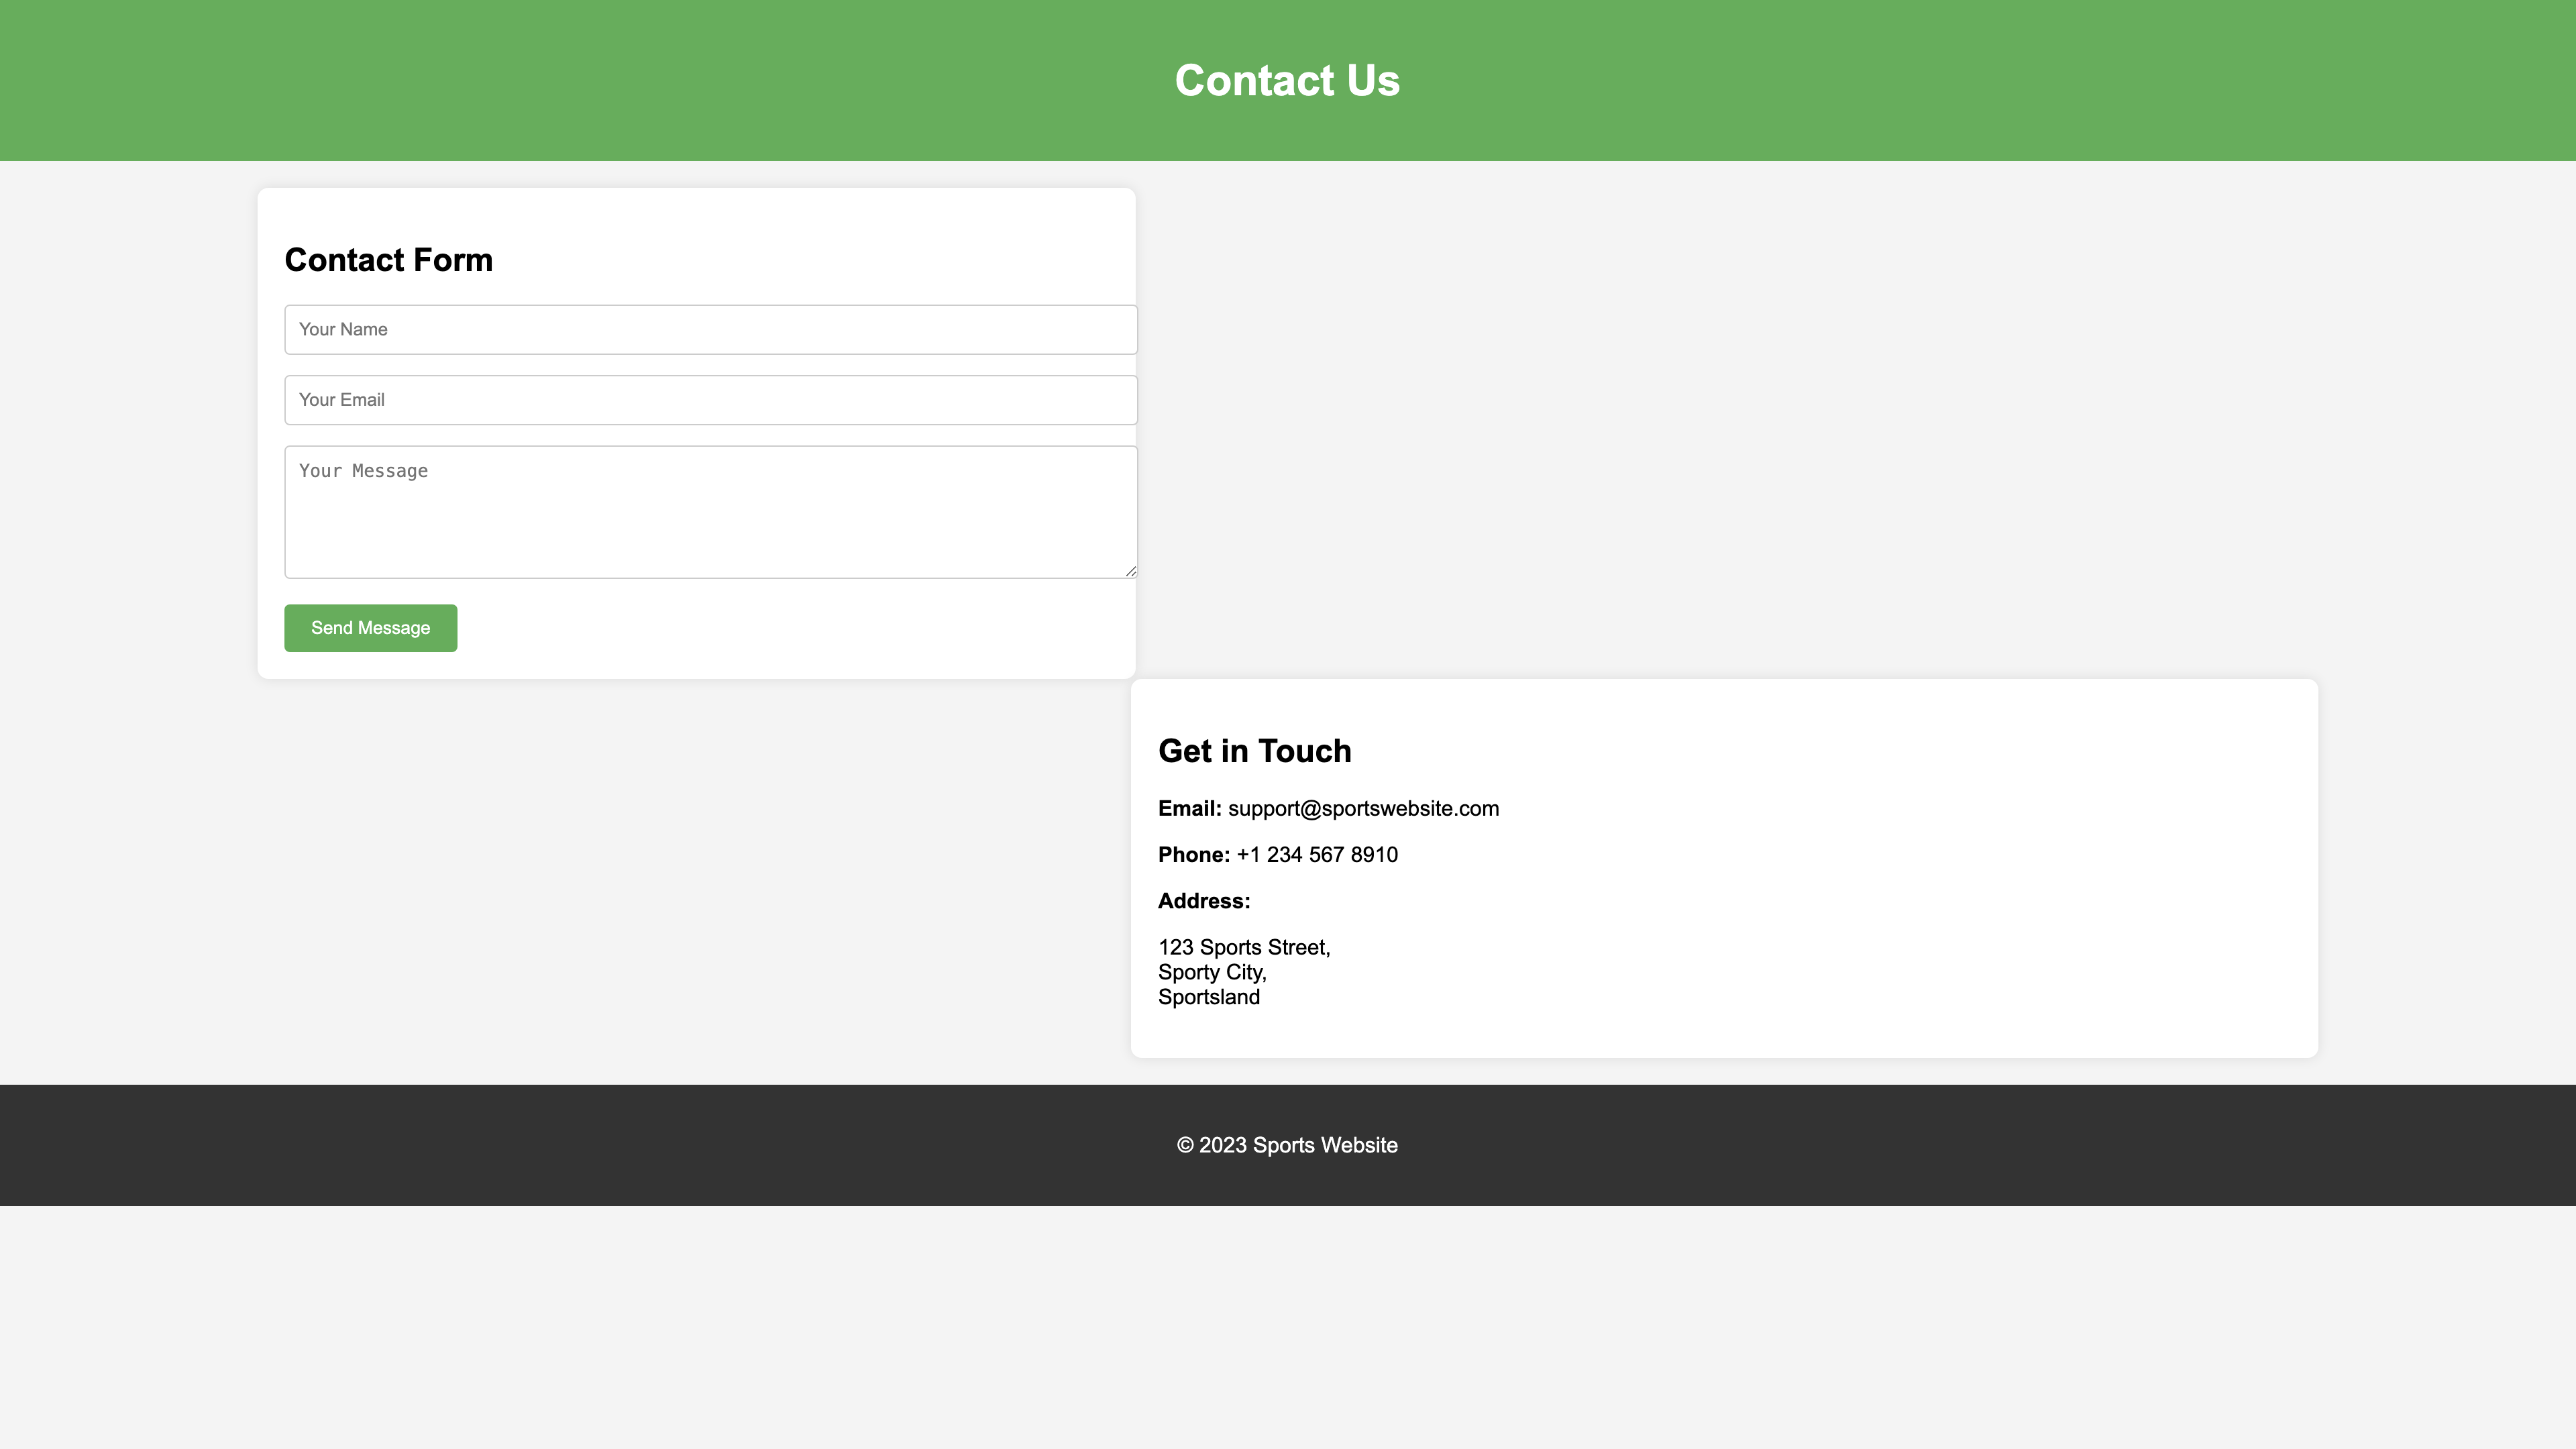 Contact Us
Contact Form
Your Name
Your Email
Your Message
Send Message
Get in Touch
Email: support@sportswebsite.com
Phone: +1 234 567 8910
Address:
123 Sports Street,
Sporty City,
Sportsland
© 2023 Sports Website